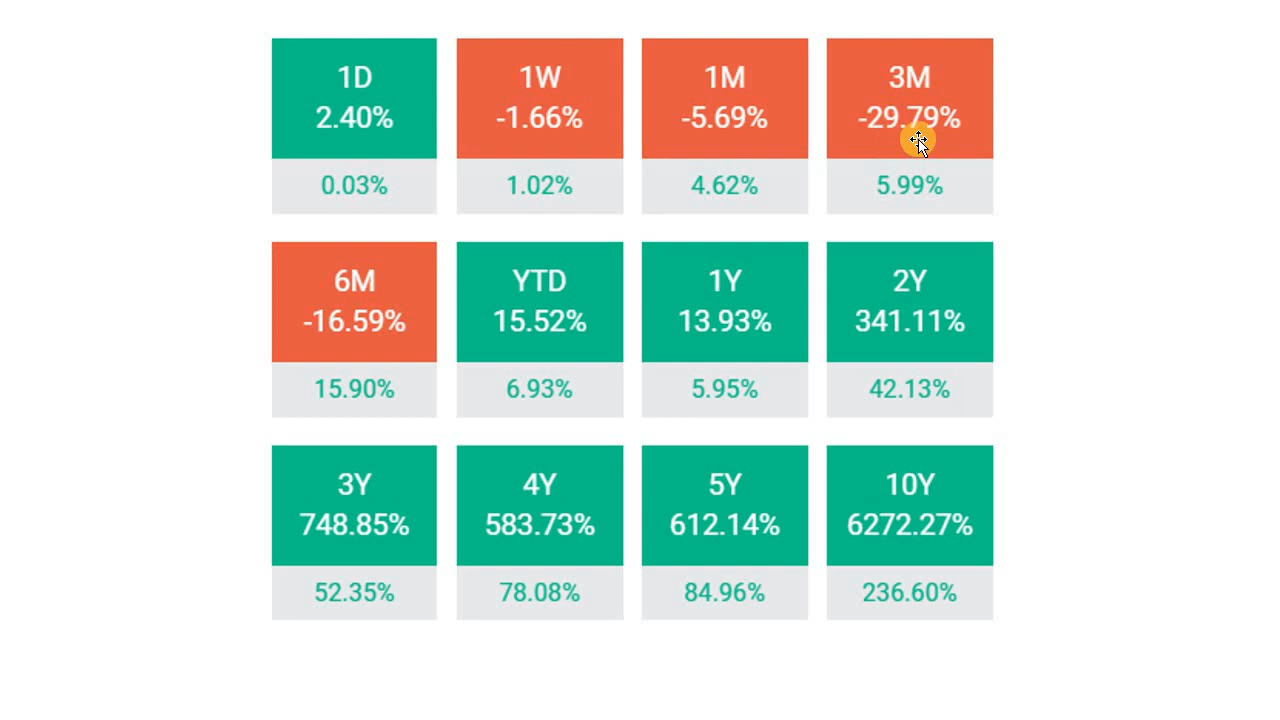 1D
2.40%
0.03%
1W
-1.66%
1.02%
1M
-5.69%
4.62%
3M
-29.79%
5.99%
6M
-16.59%
15.90%
YTD
15.52%
6.93%
1Y
13.93%
5.95%
2Y
341.11%
42.13%
3Y
748.85%
52.35%
4Y
583.73%
78.08%
5Y
612.14%
84.96%
10Y
6272.27%
236.60%